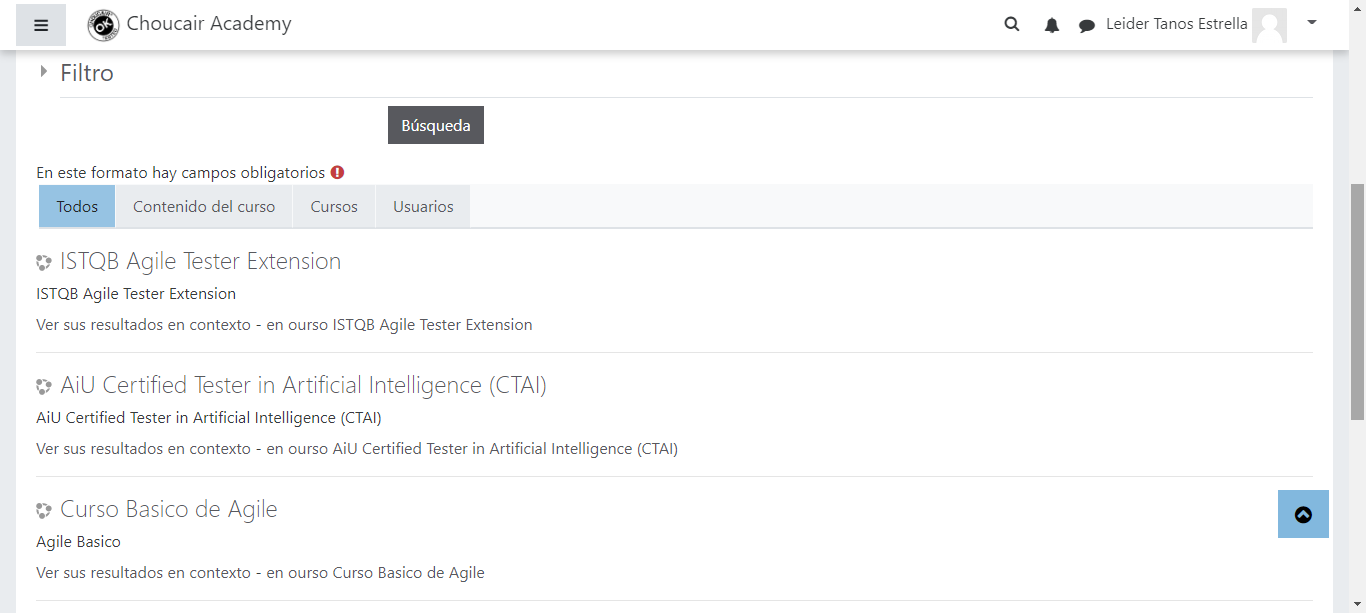 Choucair Academy
Leider Tanos Estrella
Filtro
Búsqueda
En este formato hay campos obligatorios
Todos
Contenido del curso
Cursos
Usuarios
ISTQB Agile Tester Extension
ISTQB Agile Tester Extension
Ver sus resultados en contexto - en ourso ISTQB Agile Tester Extension
AiU Certified Tester in Artificial Intelligence (CTAI)
AiU Certified Tester in Artificial Intelligence (CTAI)
Ver sus resultados en contexto - en ourso AiU Certified Tester in Artificial Intelligence (CTAI)
Curso Basico de Agile
Agile Basico
Ver sus resultados en contexto - en ourso Curso Basico de Agile